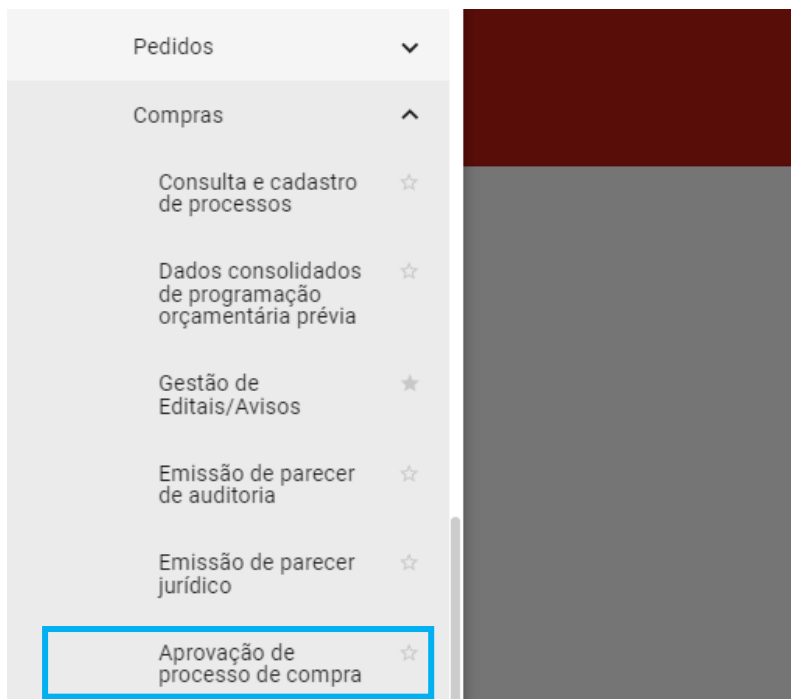 Pedidos
Compras
Consulta e cadastro
de processos
Dados consolidados
de programação
orçamentária prévia
Gestão de
Editais/Avisos
Emissão de parecer
de auditoria
Emissão de parecer
jurídico
Aprovação de
processo de compra